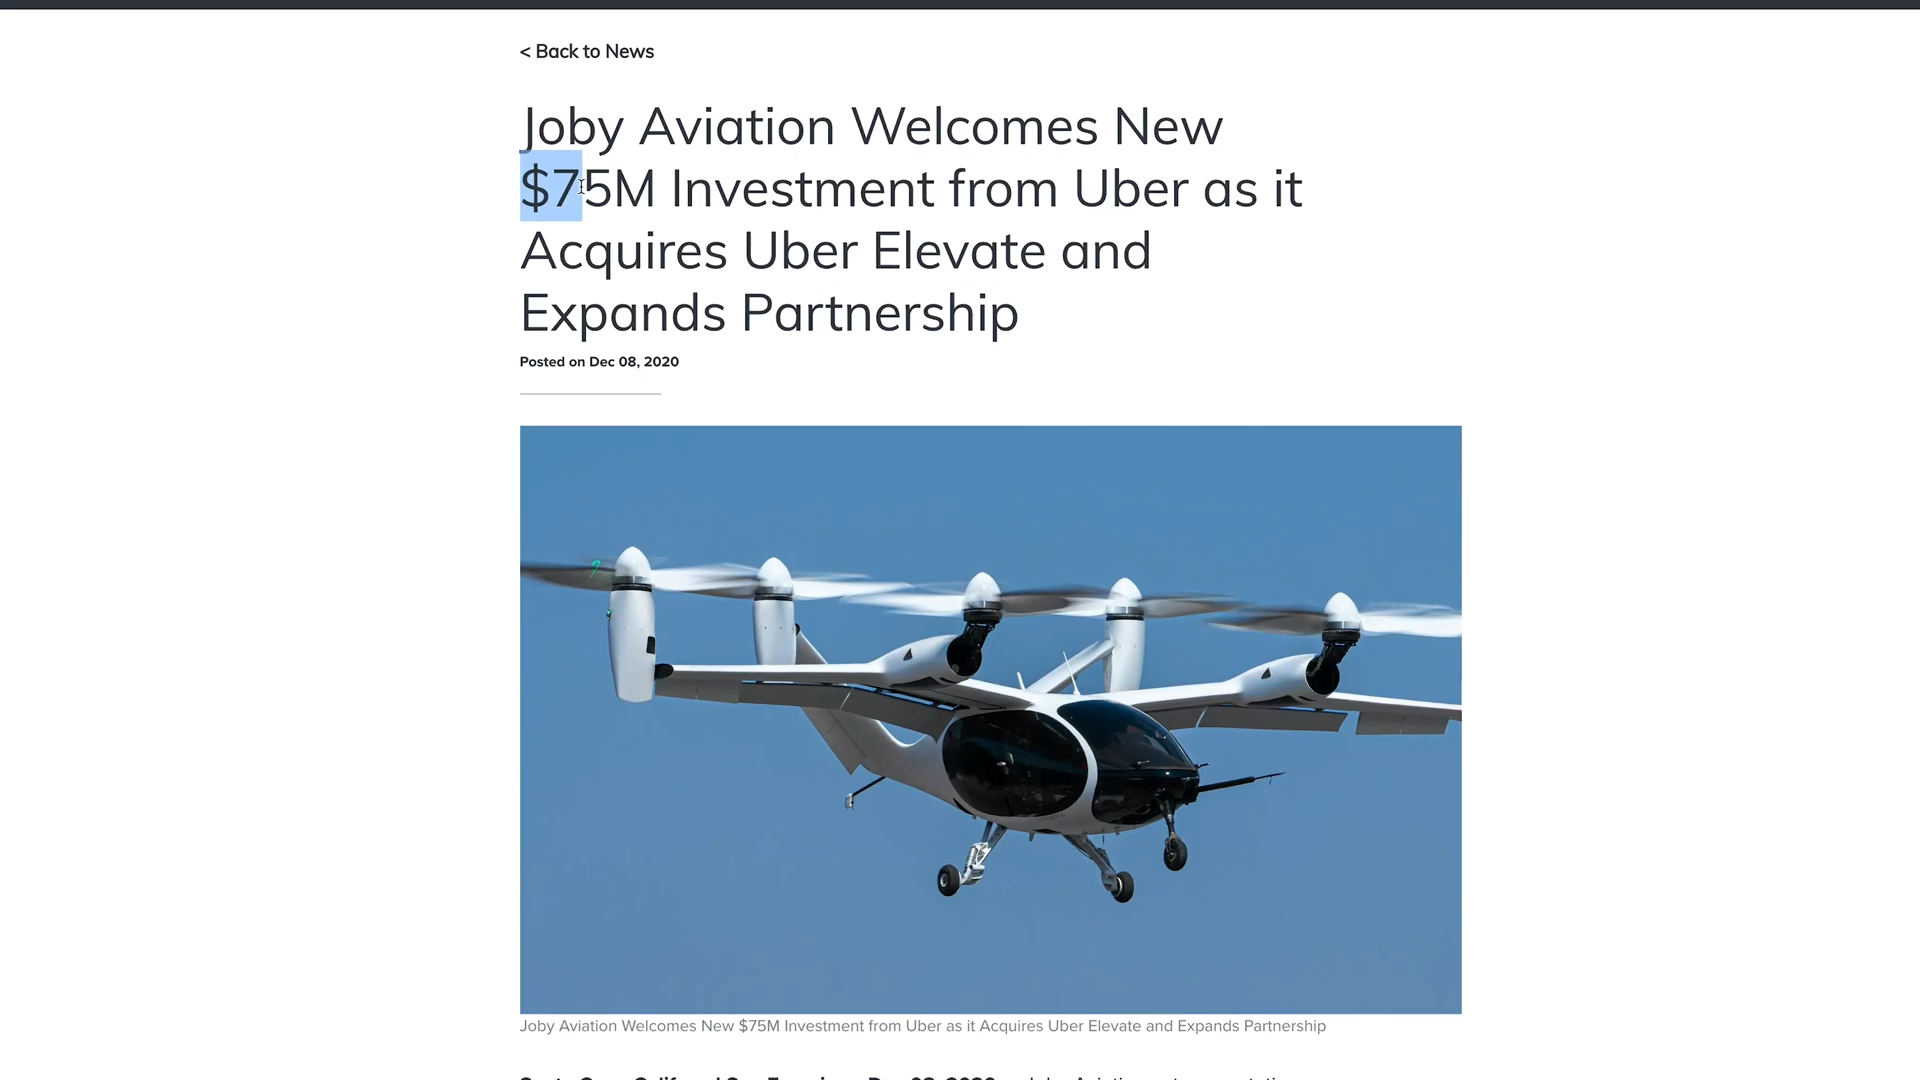 < Back to News
Joby Aviation Welcomes New
$75M Investment from Uber as it
Acquires Uber Elevate and
Expands Partnership
Posted on Dec 08, 2020
Joby Aviation Welcomes New $75M Investment from Uber as it Acquires Uber Elevate and Expands Partnership